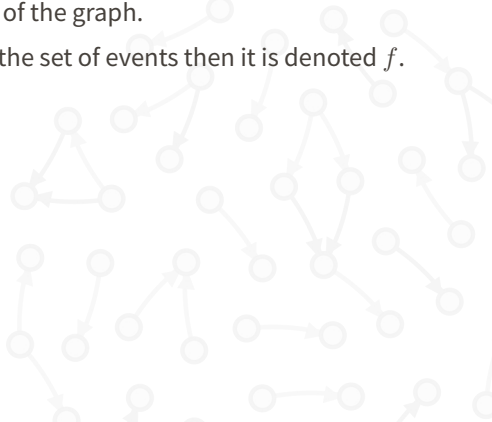 of the graph.
the set of events then it is denoted f.